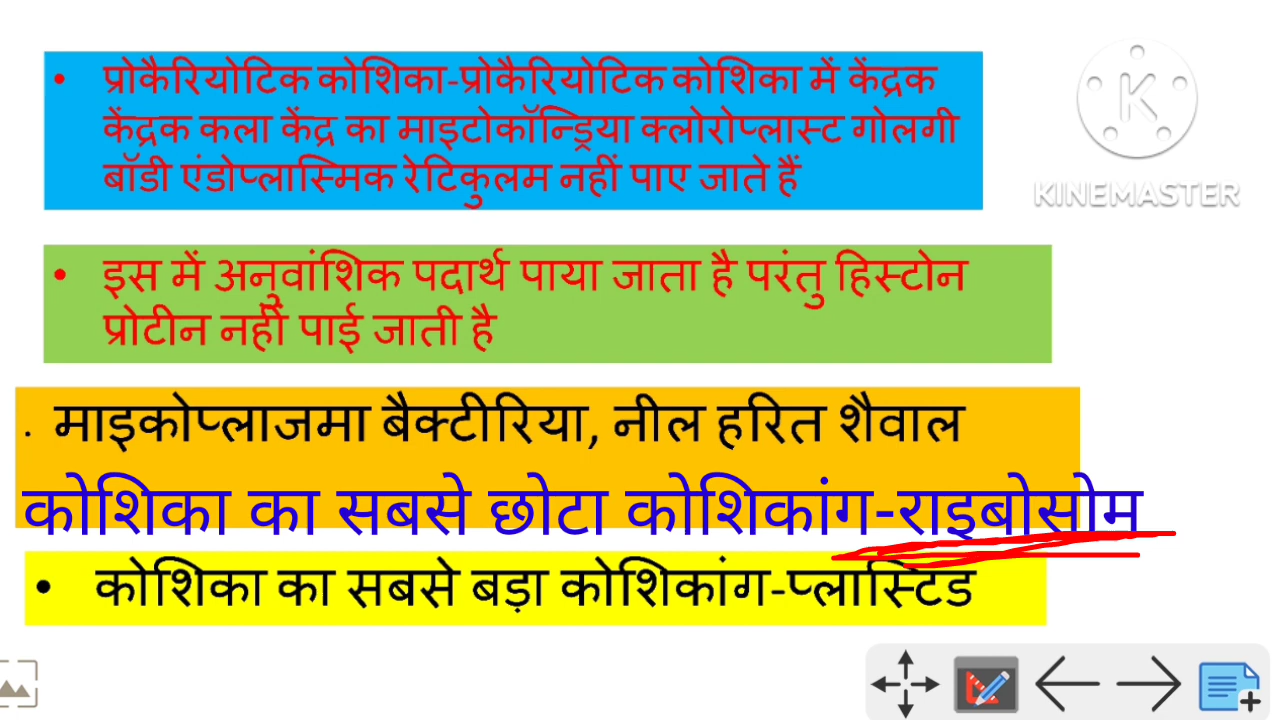 • प्रोकैरियोटिक कोशिका-प्रोकैरियोटिक कोशिका में केंद्रक
केंद्रक कला केंद्र का माइटोकॉन्ड्रिया क्लोरोप्लास्ट गोलगी
बॉडी एंडोप्लास्मिक रेटिकुलम नहीं पाए जाते हैं
K
KINEMASTER
• इस में अनुवांशिक पदार्थ पाया जाता है परंतु हिस्टोन
प्रोटीन नहीं पाई जाती है
. माइकोप्लाजमा बैक्टीरिया, नील हरित शैवाल
कोशिका का सबसे छोटा कोशिकांग-राइबोसोम
• कोशिका का सबसे बड़ा कोशिकांग-प्लास्टिड